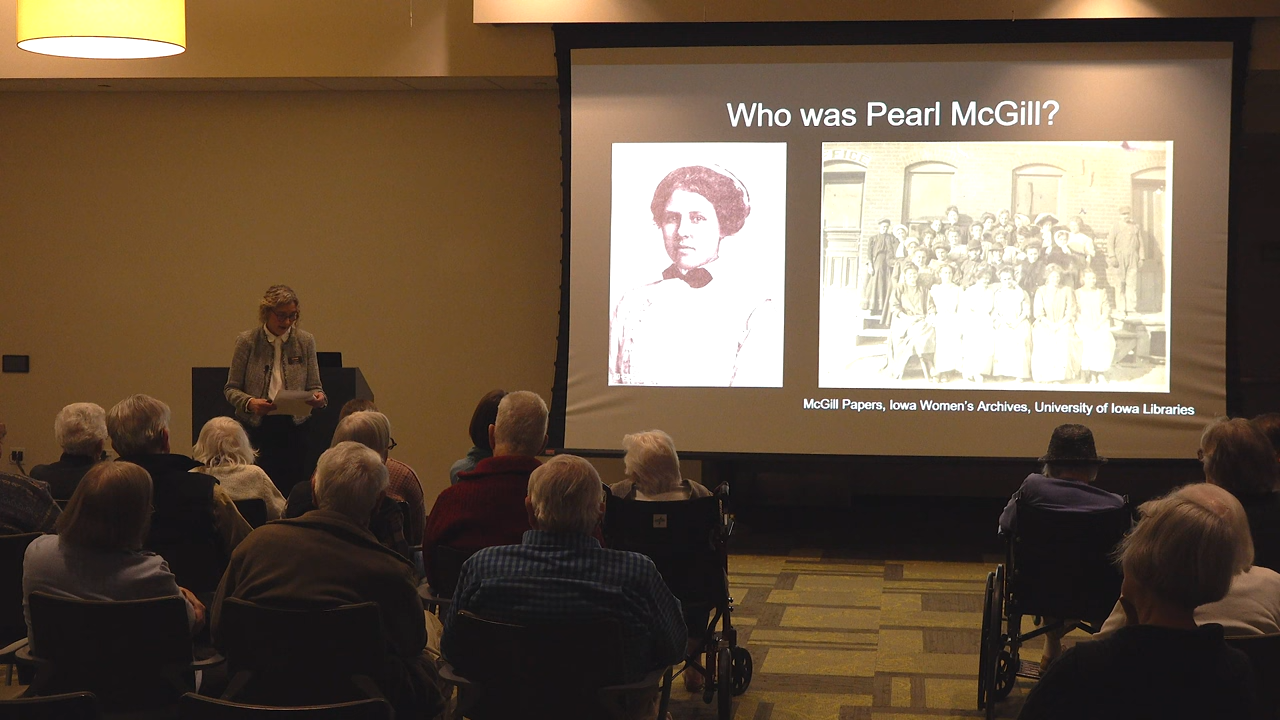 Who was Pearl McGill?
McGill Papers, Iowa Women's Archives, University of Iowa Libraries